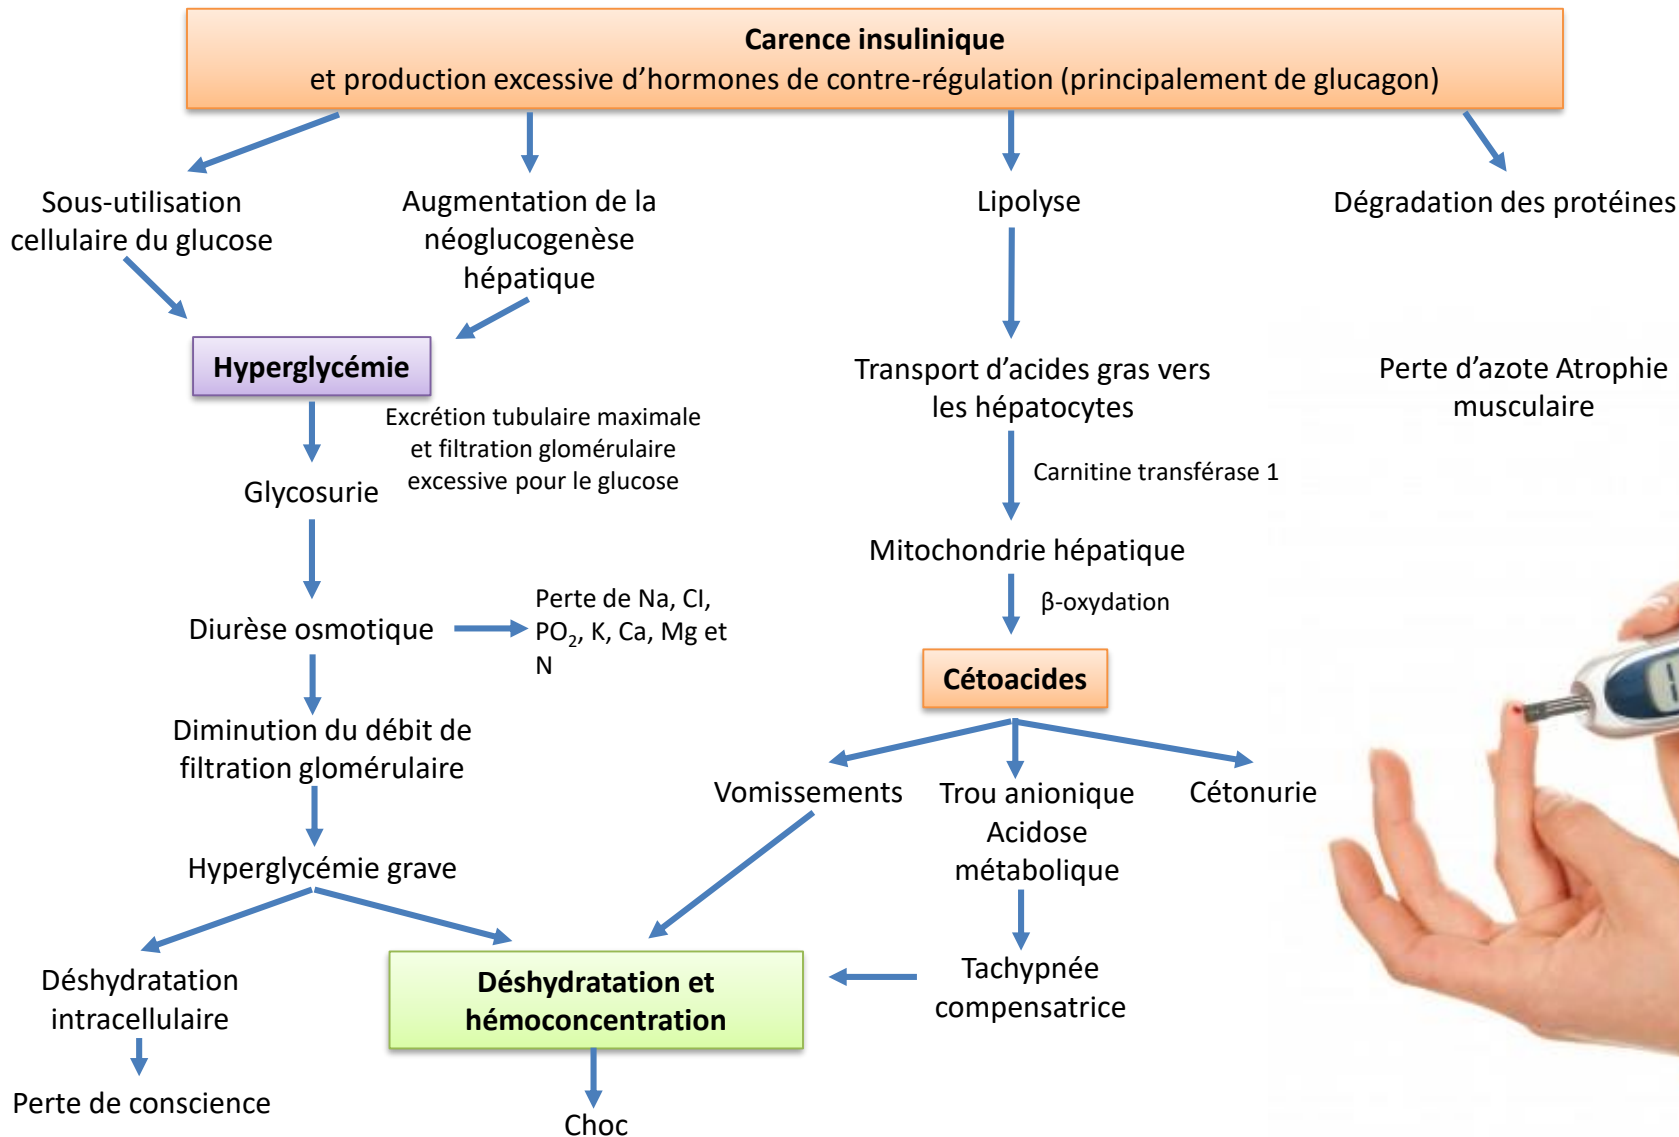 Carence insulinique
et production excessive d’hormones de contre-régulation (principalement de glucagon)
Sous-utilisation
cellulaire du glucose
Augmentation de la
néoglucogenèse
hépatique
Lipolyse
Dégradation des protéines
Hyperglycémie
Transport d’acides gras vers
les hépatocytes
Perte d’azote Atrophie
musculaire
Excrétion tubulaire maximale
et filtration glomérulaire
excessive pour le glucose
Carnitine transférase 1
Glycosurie
Mitochondrie hépatique
β-oxydation
Diurèse osmotique
Perte de Na, CI,
PO2, K, Ca, Mg et
N
Cétoacides
Diminution du débit de
filtration glomérulaire
Vomissements
Trou anionique
Acidose
métabolique
Cétonurie
Hyperglycémie grave
Déshydratation
intracellulaire
Déshydratation et
hémoconcentration
Tachypnée
compensatrice
Perte de conscience
Choc